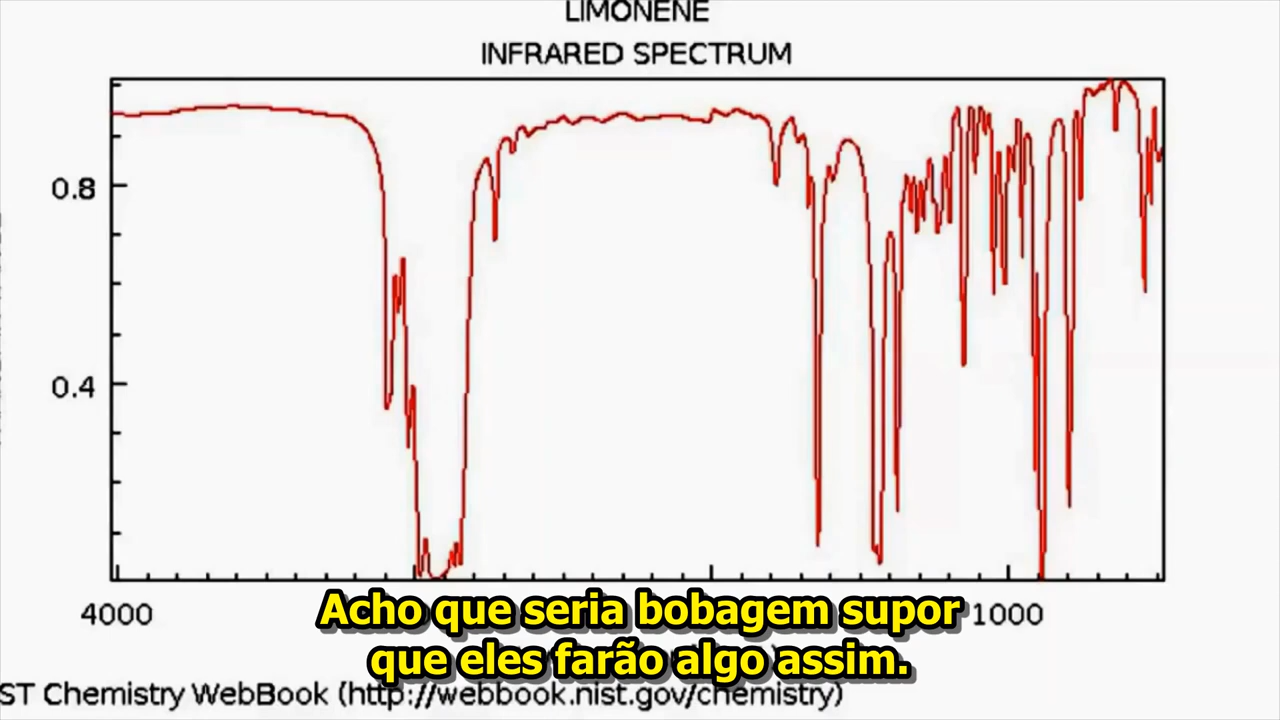 LIMONENE
INFRARED SPECTRUM
0.8
0.4
4000
1000
Acho que seria bobagem supor
que eles farão algo assim.
ST Chemistry WebBook (http://webbook.nist.gov/chemistry)